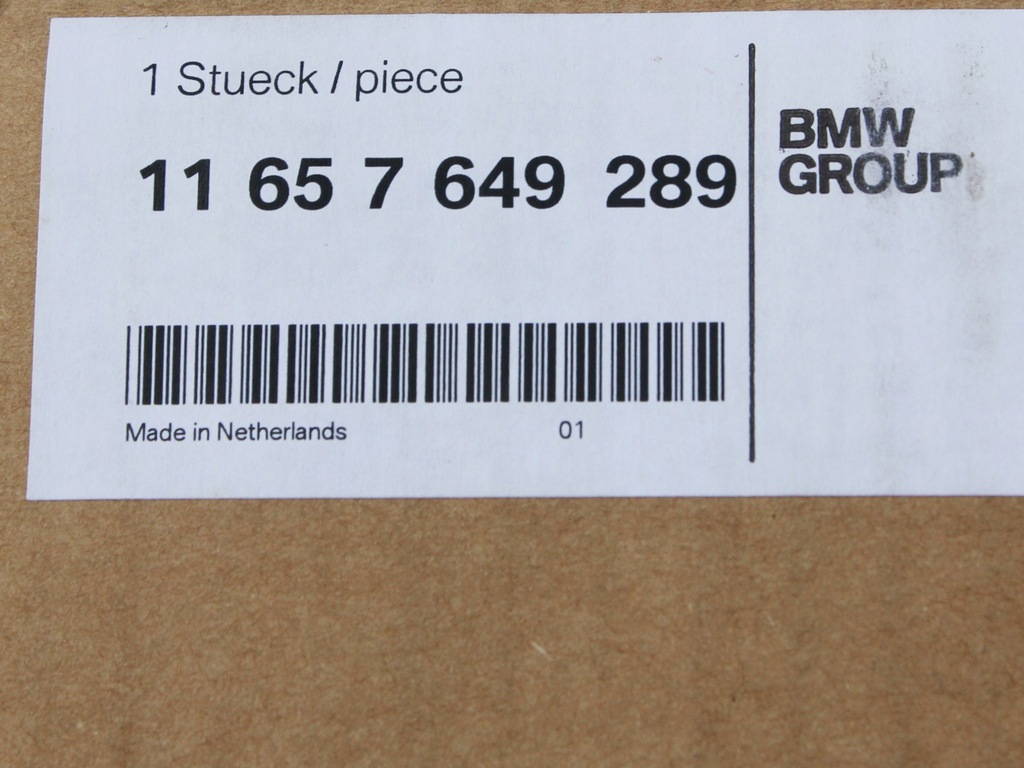 1 Stueck / piece
11 65 7 649 289
BMW
GROUP
Made in Netherlands 01